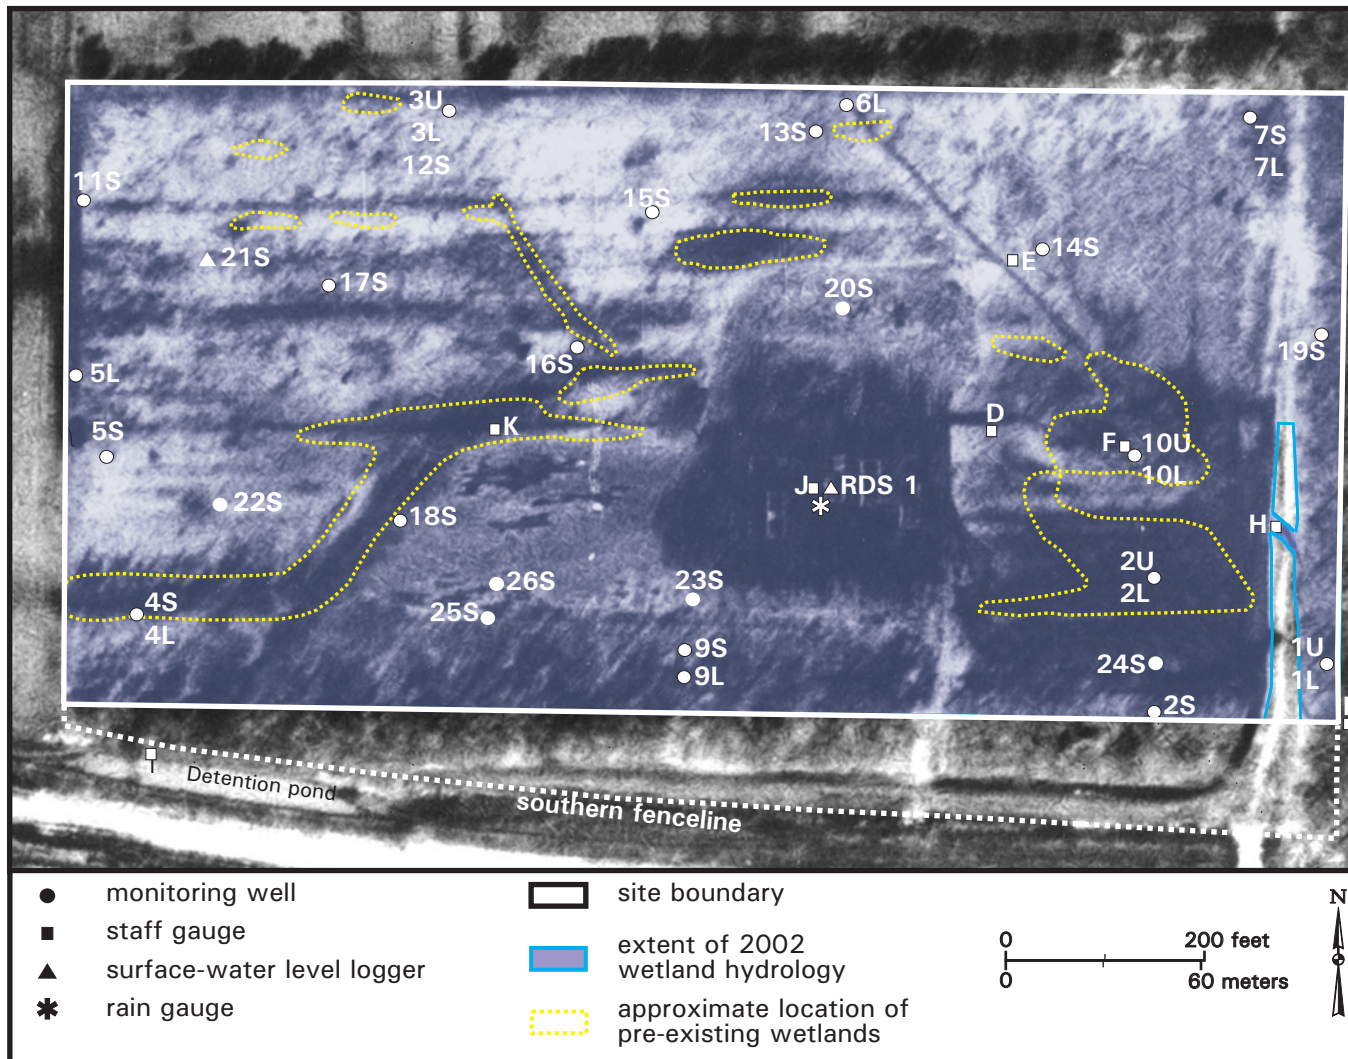 3U
3L
12S
6L
13S
7S
7L
11S
15S
14S
E
21S
17S
20S
16S
19S
5L
5S
K
D
F
10U
10L
J
RDS 1
H
22S
18S
2U
2L
26S
23S
25S
4S
4L
9S
9L
24S
1U
1L
2S
I
Detention pond
southern fenceline
monitoring well
staff gauge
surface-water level logger
rain gauge
site boundary
extent of 2002
wetland hydrology
approximate location of
pre-existing wetlands
0 200 feet
0 60 meters
N